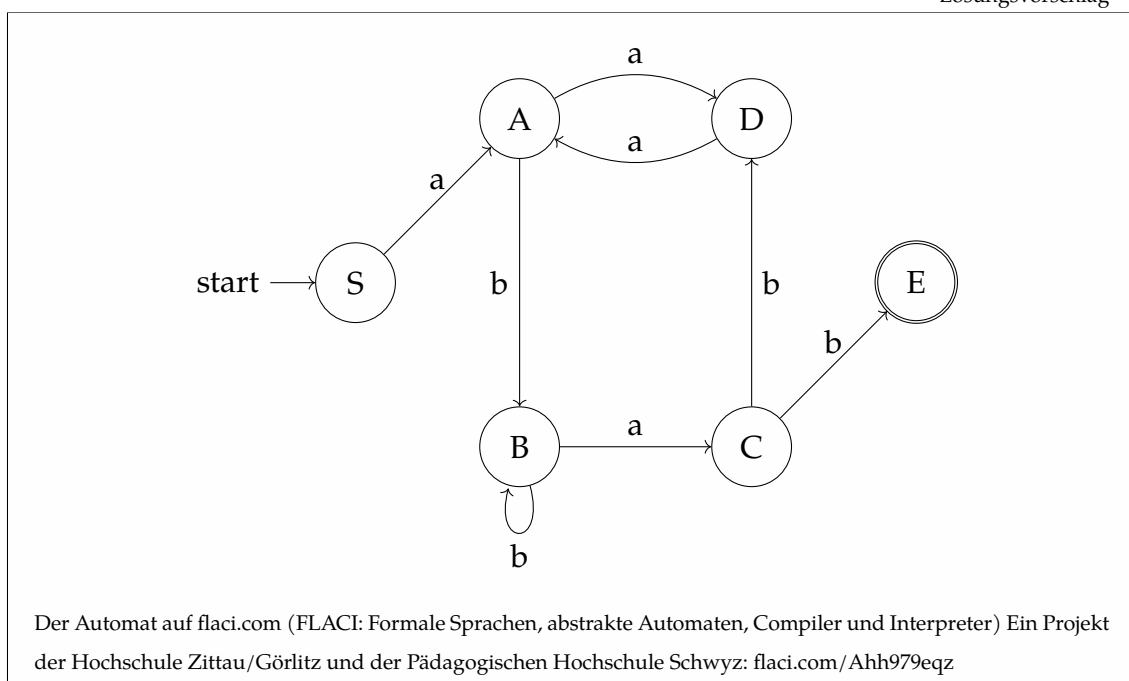 Lösungsvorschlag
a
A
D
a
a
start
S
b
b
E
b
B
a
C
b
Der Automat auf flaci.com (FLACI: Formale Sprachen, abstrakte Automaten, Compiler und Interpreter) Ein Projekt
der Hochschule Zittau/Görlitz und der Pädagogischen Hochschule Schwyz: flaci.com/Ahh979eqz